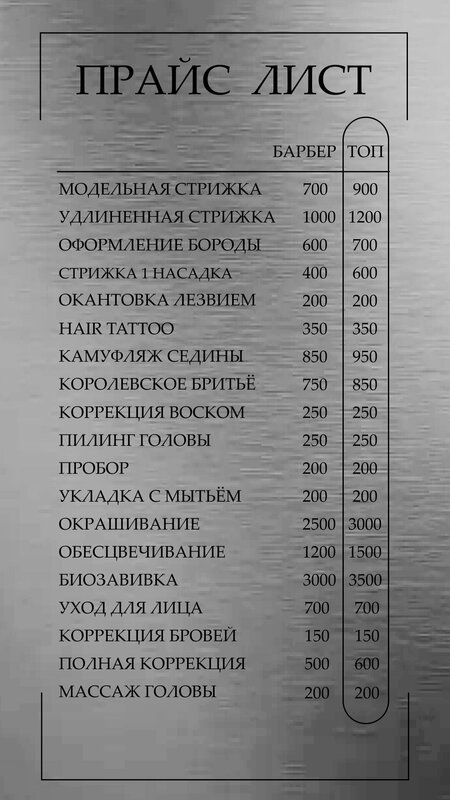 ПРАЙС ЛИСТ
БАРБЕР ТОП
МОДЕЛЬНАЯ СТРИЖКА 700 900
УДЛИНЕННАЯ СТРИЖКА 1000 1200
ОФОРМЛЕНИЕ БОРОДЫ 600 700
СТРИЖКА 1 НАСАДКА 400 600
ОКАНТОВКА ЛЕЗВИЕМ 200 200
HAIR TATTOO 350 350
КАМУФЛЯЖ СЕДИНЫ 850 950
КОРОЛЕВСКОЕ БРИТЬЁ 750 850
КОРРЕКЦИЯ ВОСКОМ 250 250
ПИЛИНГ ГОЛОВЫ 250 250
ПРОБОР 200 200
УКЛАДКА С МЫТЬЁМ 200 200
ОКРАШИВАНИЕ 2500 3000
ОБЕСЦВЕЧИВАНИЕ 1200 1500
БИОЗАВИВКА 3000 3500
УХОД ДЛЯ ЛИЦА 700 700
КОРРЕКЦИЯ БРОВЕЙ 150 150
ПОЛНАЯ КОРРЕКЦИЯ 500 600
МАССАЖ ГОЛОВЫ 200 200